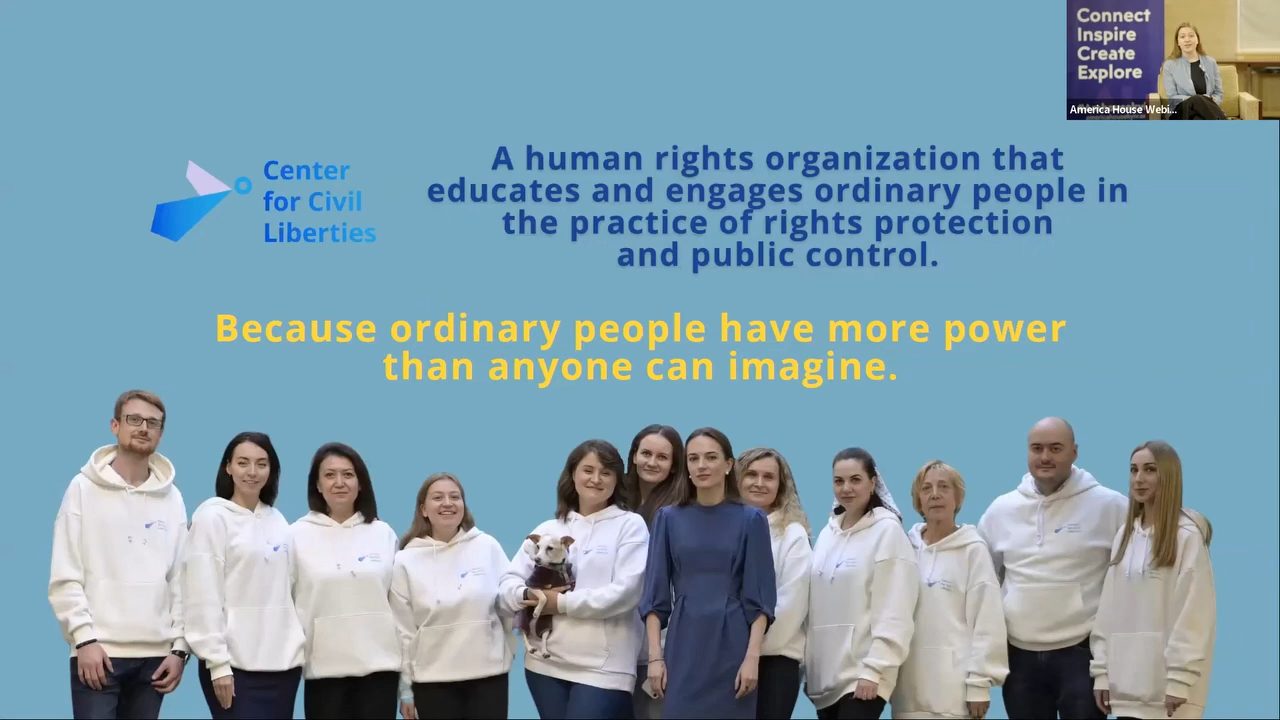 Connect
Inspire
Create
Explore
America House Webi...
Center
for Civil
Liberties
A human rights organization that
educates and engages ordinary people in
the practice of rights protection
and public control.
Because ordinary people have more power
than anyone can imagine.